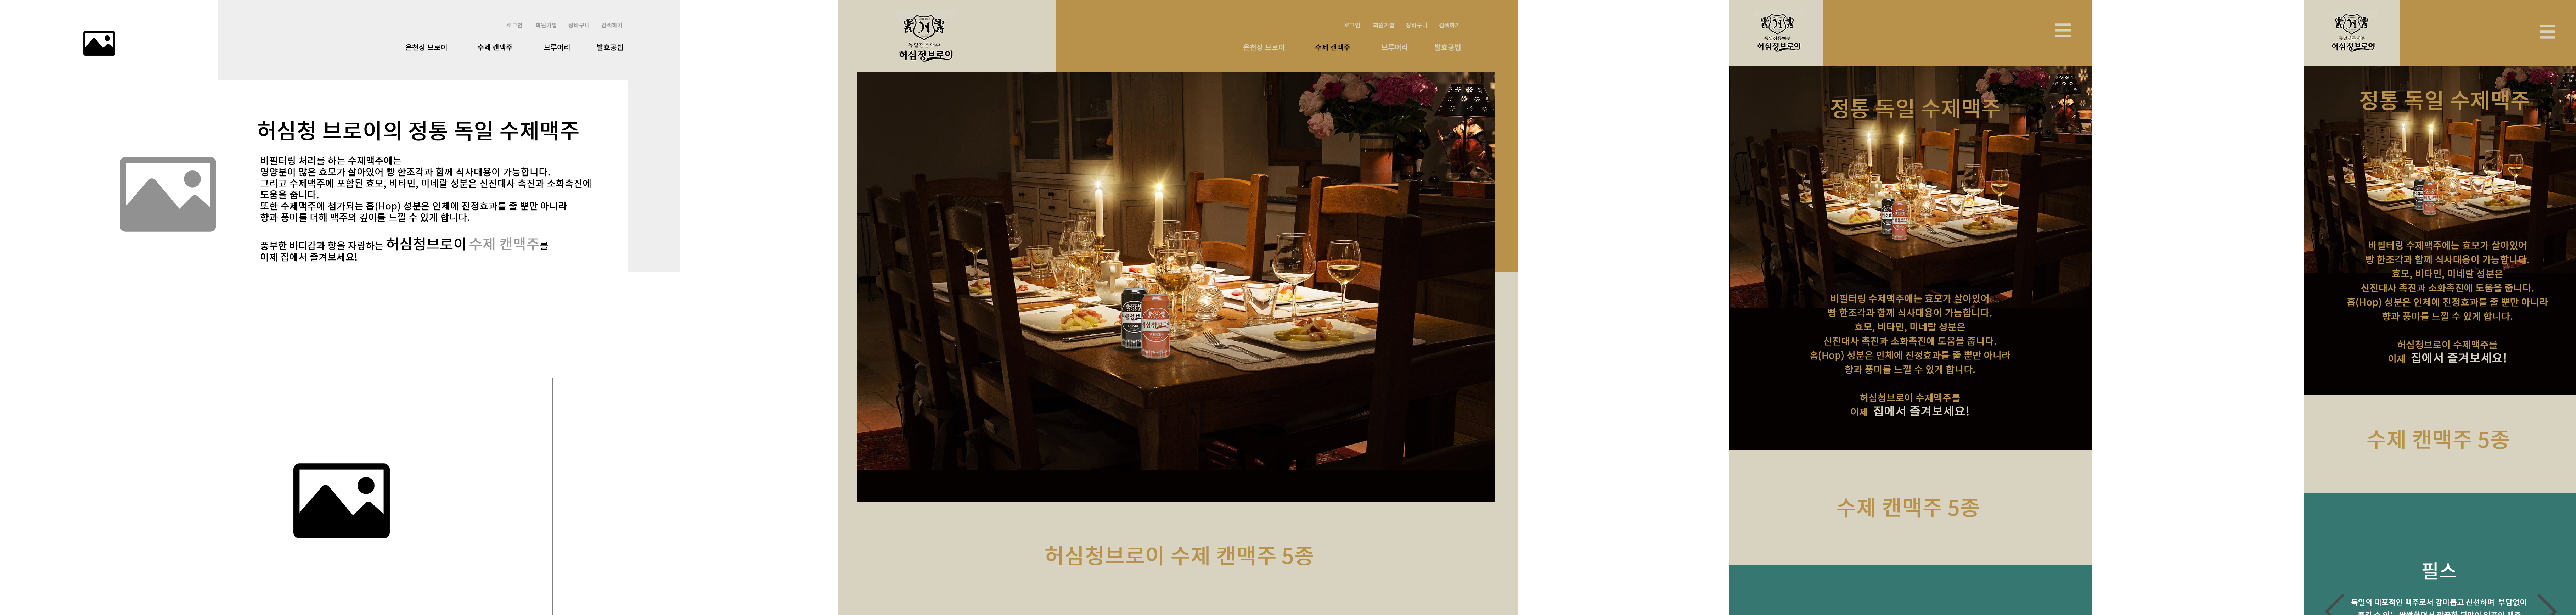 로그인 회원가입 장바구니 검색하기
온천장 브로이 수제 캔맥주 브루어리 발효공법
허심청 브로이의 정통 독일 수제맥주
비필터링 처리를 하는 수제맥주에는
영양분이 많은 효모가 살아있어 빵 한조각과 함께 식사대용이 가능합니다.
그리고 수제맥주에 포함된 효모, 비타민, 미네랄 성분은 신진대사 촉진과 소화촉진에
도움을 줍니다.
또한 수제맥주에 첨가되는 홉(Hop) 성분은 인체에 진정효과를 줄 뿐만 아니라
향과 풍미를 더해 맥주의 깊이를 느낄 수 있게 합니다.
풍부한 바디감과 향을 자랑하는 허심청브로이 수제 캔맥주를
이제 집에서 즐겨보세요!
독일정통맥주
허심청브로이
로그인 회원가입 장바구니 검색하기
온천장 브로이 수제 캔맥주 브루어리 발효공법
허심청브로이
허심청브로이 수제 캔맥주 5종
독일정통맥주
허심청브로이
정통 독일 수제맥주
비필터링 수제맥주에는 효모가 살아있어
빵 한조각과 함께 식사대용이 가능합니다.
효모, 비타민, 미네랄 성분은
신진대사 촉진과 소화촉진에 도움을 줍니다.
홉(Hop) 성분은 인체에 진정효과를 줄 뿐만 아니라
향과 풍미를 느낄 수 있게 합니다.
허심청브로이 수제맥주를
이제 집에서 즐겨보세요!
수제 캔맥주 5종
독일정통맥주
허심청브로이
정통 독일 수제맥주
비필터링 수제맥주에는 효모가 살아있어
빵 한조각과 함께 식사대용이 가능합니다.
효모, 비타민, 미네랄 성분은
신진대사 촉진과 소화촉진에 도움을 줍니다.
홉(Hop) 성분은 인체에 진정효과를 줄 뿐만 아니라
향과 풍미를 느낄 수 있게 합니다.
허심청브로이 수제맥주를
이제 집에서 즐겨보세요!
수제 캔맥주 5종
필스
독일의 대표적인 맥주로서 감미롭고 신선하며 부담없이